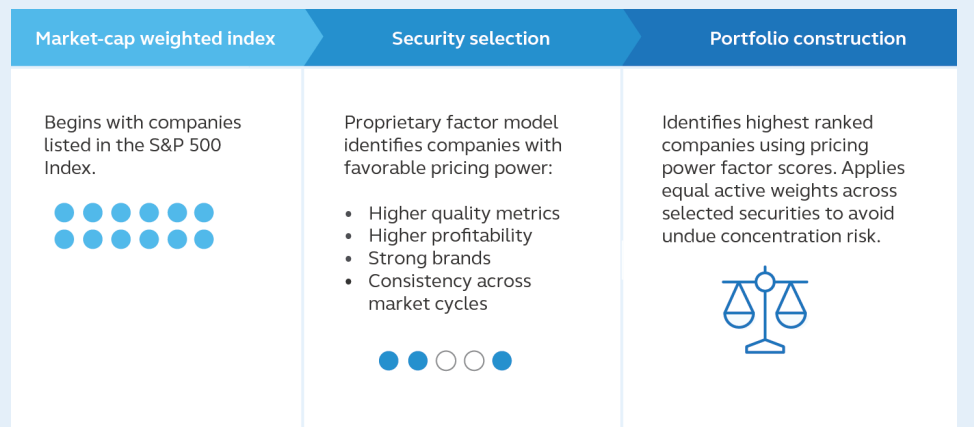 Market-cap weighted index
Security selection
Portfolio construction
Begins with companies
listed in the S&P 500
Index.
Proprietary factor model
identifies companies with
favorable pricing power:
• Higher quality metrics
• Higher profitability
• Strong brands
• Consistency across
market cycles
Identifies highest ranked
companies using pricing
power factor scores. Applies
equal active weights across
selected securities to avoid
undue concentration risk.